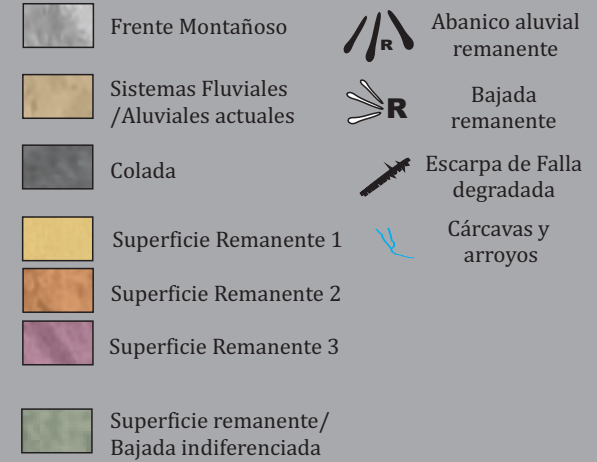 Frente Montañoso
Sistemas Fluviales
/Aluviales actuales
Colada
Superficie Remanente 1
Superficie Remanente 2
Superficie Remanente 3
Superficie remanente/
Bajada indiferenciada
R
Abanico aluvial
remanente
R
Bajada
remanente
Escarpa de Falla
degradada
Cárcavas y
arroyos